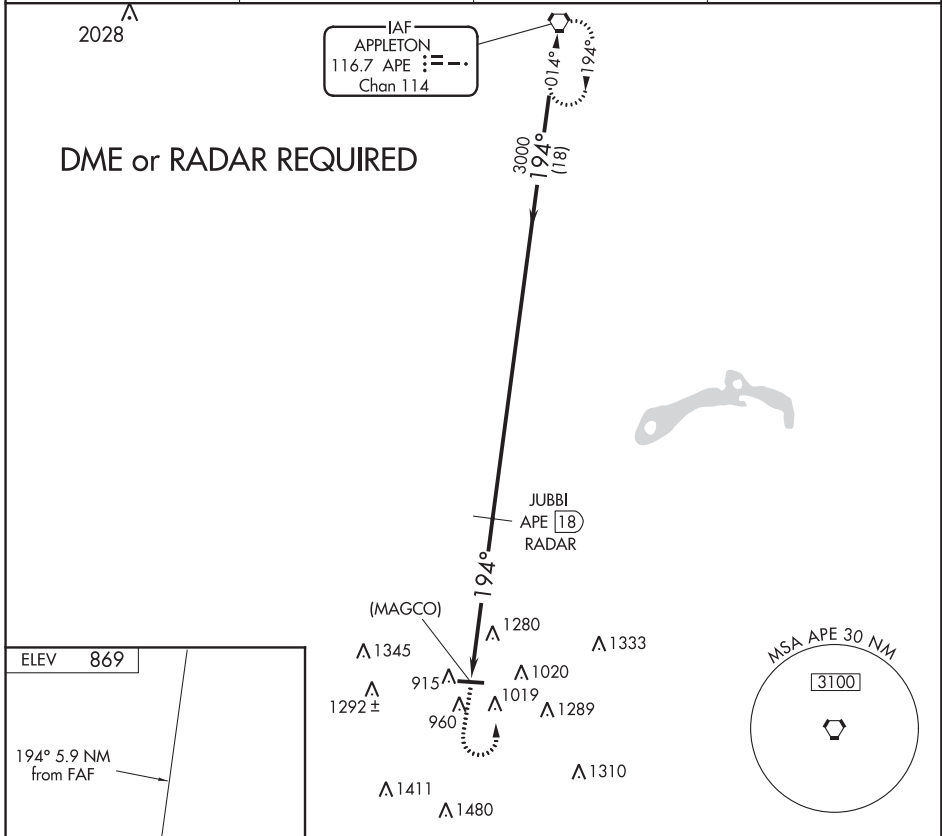 2028
IAF
APPLETON
116.7 APE
Chan 114
014°
194°
DME or RADAR REQUIRED
3000
194°
(18)
JUBBI
APE 18
RADAR
194°
(MAGCO)
1280
1345
1333
915
1020
1292 ±
1019
960
1289
1310
1411
1480
ELEV 869
194° 5.9 NM
from FAF
MSA APE 30 NM
3100